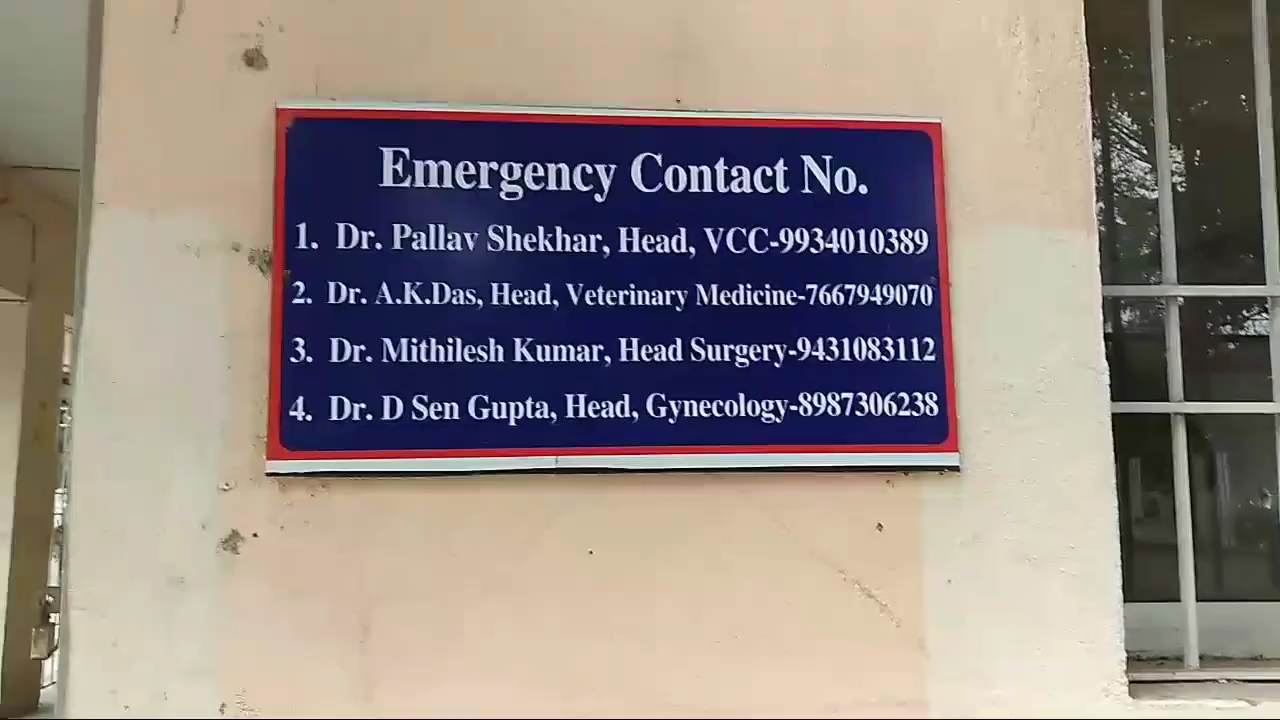 Emergency Contact No.
1. Dr. Pallav Shekhar, Head, VCC-9934010389
2. Dr. A.K.Das, Head, Veterinary Medicine-7667949070
3. Dr. Mithilesh Kumar, Head Surgery-9431083112
4. Dr. D Sen Gupta, Head, Gynecology-8987306238